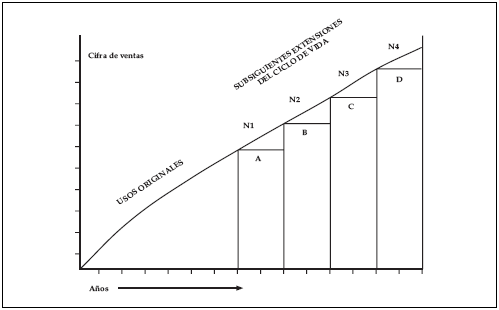 Cifra de ventas
SUBSIGUIENTES EXTENSIONES
DEL CICLO DE VIDA
N4
N3
N2
N1
D
C
B
A
USOS ORIGINALES
Años